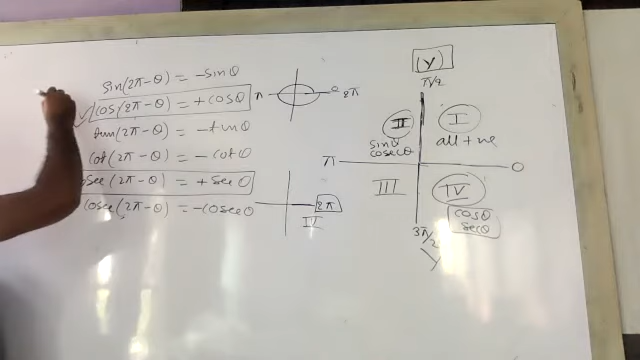 sin(2π-θ) = -sinθ
cos(2π-θ) = +cosθ
tan(2π-θ) = -tanθ
cot(2π-θ) = -cotθ
sec(2π-θ) = +secθ
cosec(2π-θ) = -cosecθ
π
0
2π
2π
IV
(Y)
π/2
II
sinθ
cosecθ
I
all +ve
π
0
III
IV
cosθ
secθ
3π/2
Y